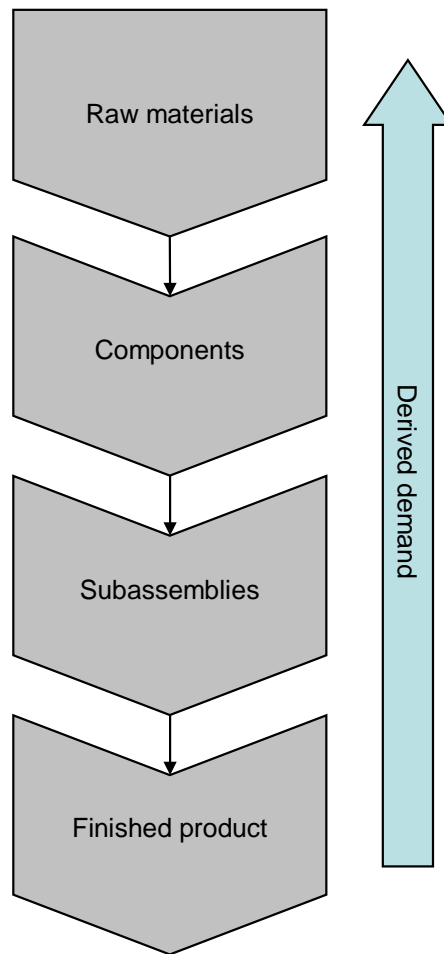 Raw materials
Components
Derived demand
Subassemblies
Finished product